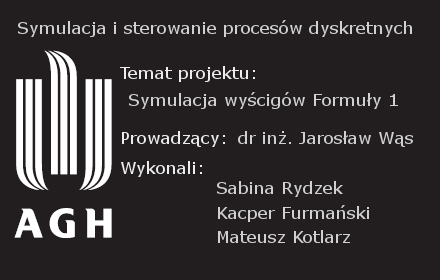 Symulacja i sterowanie procesów dyskretnych
Temat projektu:
Symulacja wyścigów Formuły 1
Prowadzący: dr inż. Jarosław Wąs
Wykonali:
Sabina Rydzek
Kacper Furmański
Mateusz Kotlarz
AGH